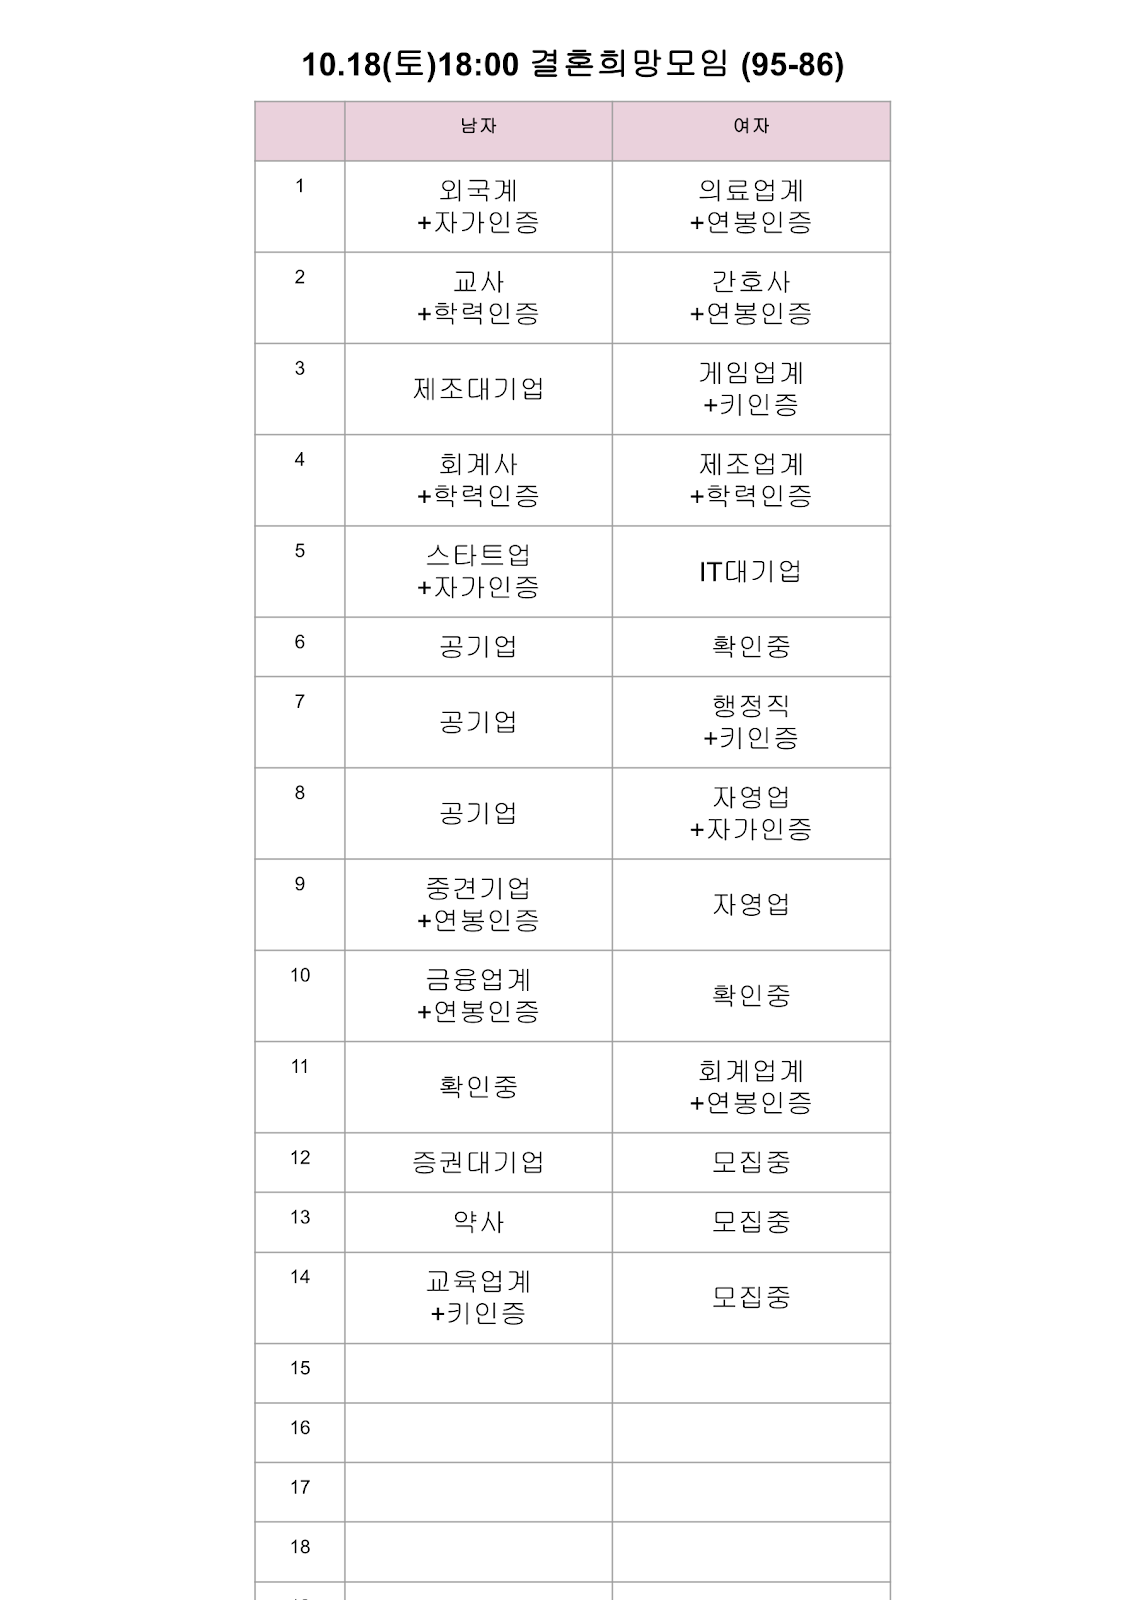 10.18(토)18:00 결혼희망모임 (95-86)
남자 여자
1 외국계 의료업계
+자가인증 +연봉인증
2 교사 간호사
+학력인증 +연봉인증
3 제조대기업 게임업계
+키인증
4 회계사 제조업계
+학력인증 +학력인증
5 스타트업 IT대기업
+자가인증
6 공기업 확인중
7 공기업 행정직
+키인증
8 공기업 자영업
+자가인증
9 중견기업 자영업
+연봉인증
10 금융업계 확인중
+연봉인증
11 확인중 회계업계
+연봉인증
12 증권대기업 모집중
13 약사 모집중
14 교육업계 모집중
+키인증
15
16
17
18